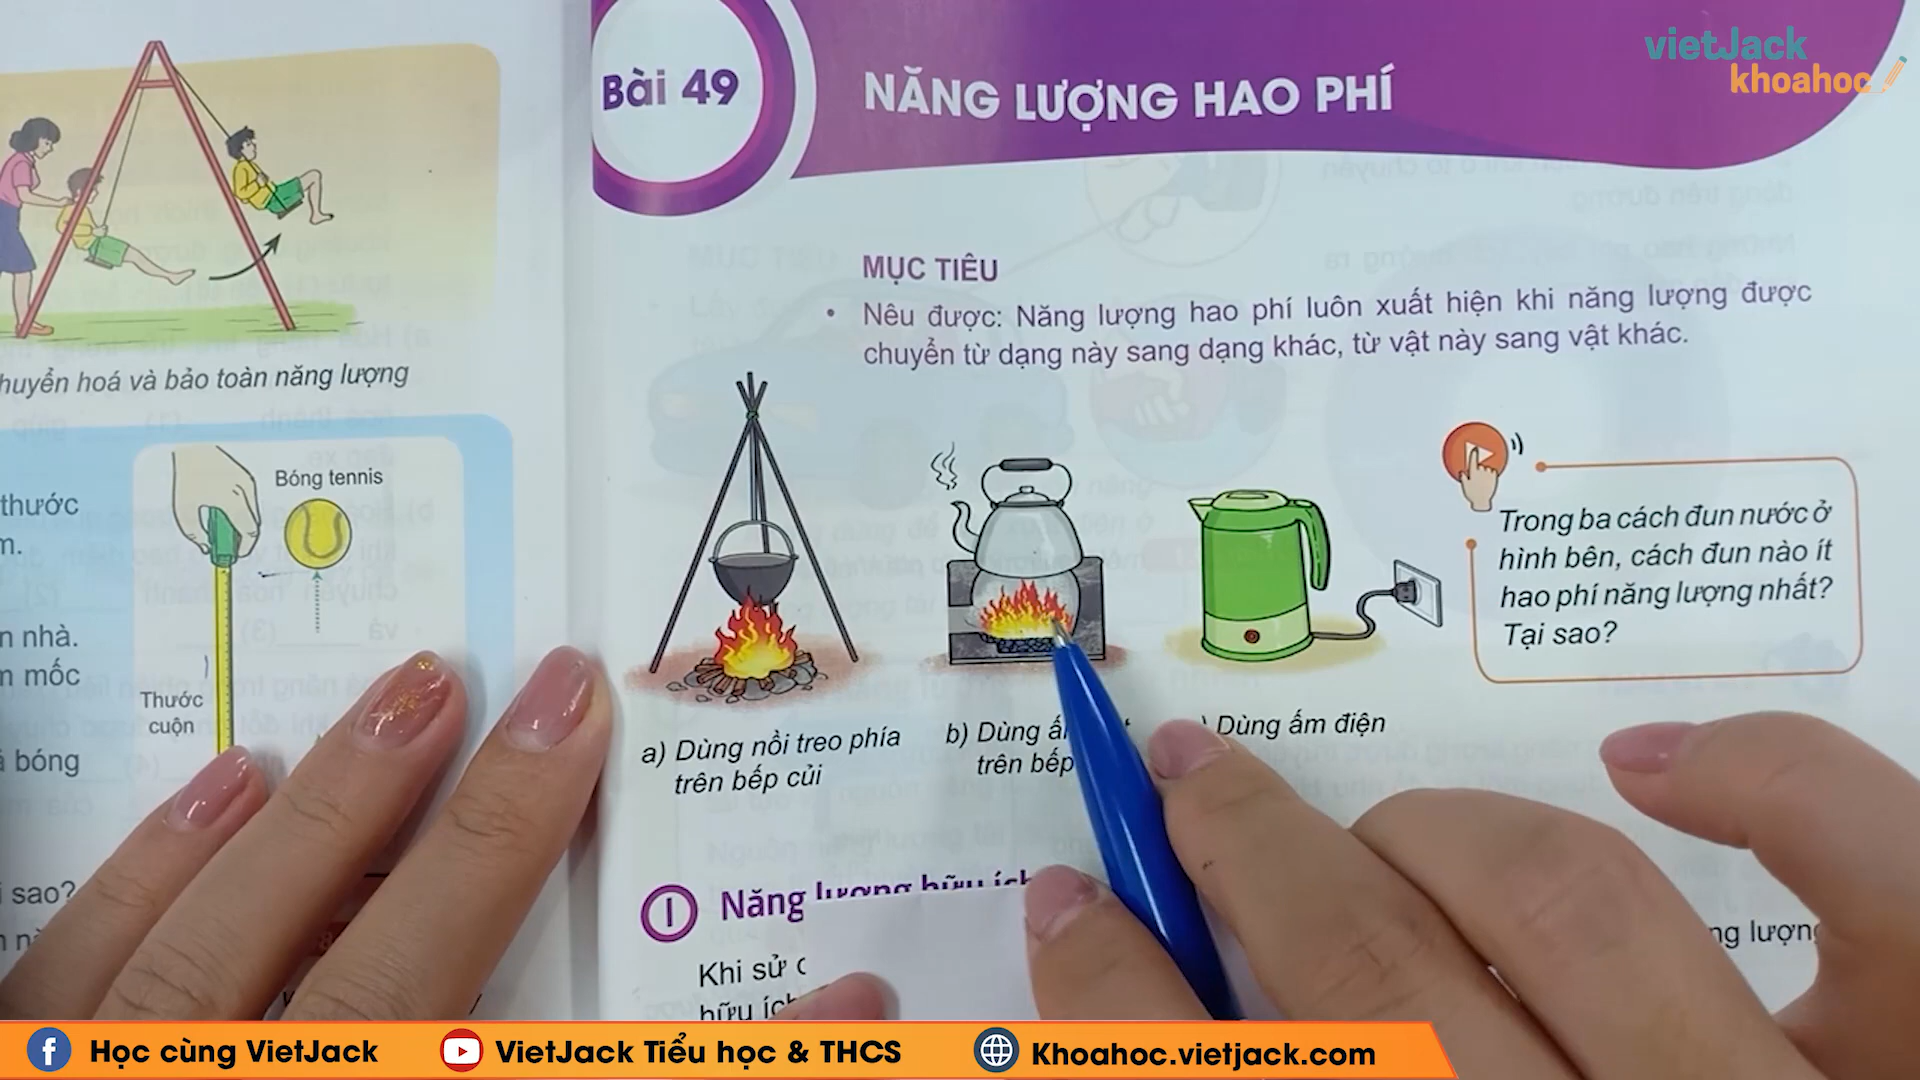 vietJack
khoahoc
Bài 49
NĂNG LƯỢNG HAO PHÍ
MỤC TIÊU
• Nêu được: Năng lượng hao phí luôn xuất hiện khi năng lượng được
chuyển từ dạng này sang dạng khác, từ vật này sang vật khác.
Trong ba cách đun nước ở
hình bên, cách đun nào ít
hao phí năng lượng nhất?
Tại sao?
a) Dùng nồi treo phía
trên bếp củi
b) Dùng
trên bếp
Dùng ấm điện
I Năng lượng hữu
Khi sử
hữu
lượng
hoá và bảo toàn năng lượng
Bóng tennis
Thước
cuộn
thước
nhà.
mốc
bóng
sao?
Học cùng VietJack
VietJack Tiểu học & THCS
Khoahoc.vietjack.com